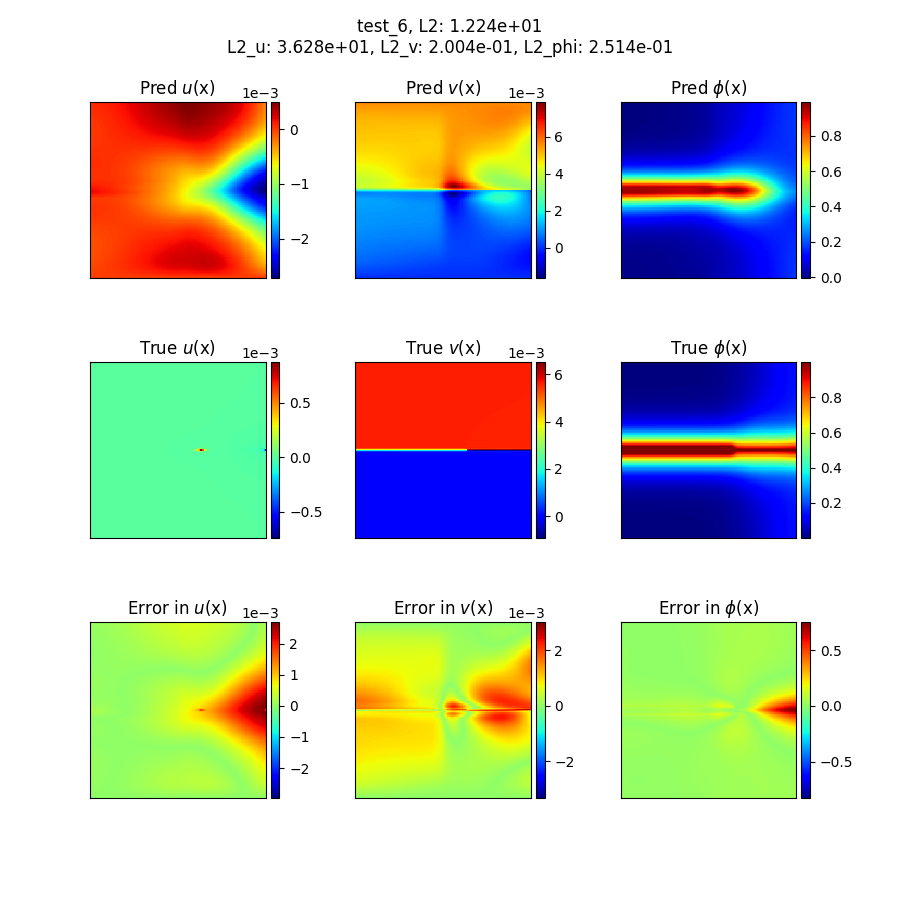 test_6, L2: 1.224e+01
L2_u: 3.628e+01, L2_v: 2.004e-01, L2_phi: 2.514e-01
Pred u(x)
1e−3
0
−1
−2
Pred v(x)
1e−3
6
4
2
0
Pred ϕ(x)
0.8
0.6
0.4
0.2
0.0
True u(x)
1e−3
0.5
0.0
−0.5
True v(x)
1e−3
6
4
2
0
True ϕ(x)
0.8
0.6
0.4
0.2
Error in u(x)
1e−3
2
1
0
−1
−2
Error in v(x)
1e−3
2
0
−2
Error in ϕ(x)
0.5
0.0
−0.5